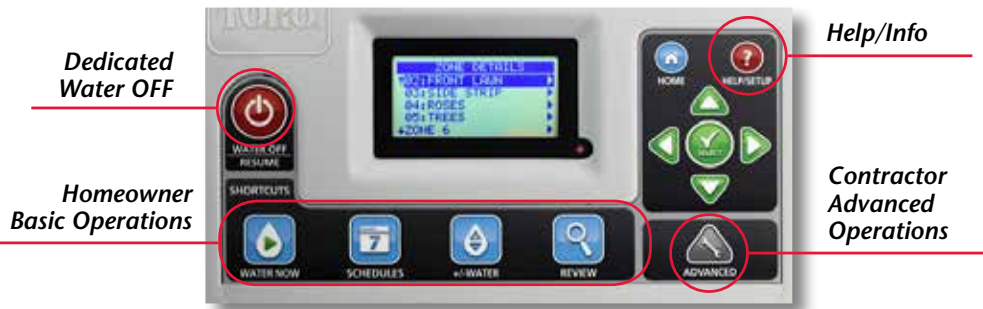 TORO
Dedicated
Water OFF
Help/Info
ZONE DETAILS
02:FRONT LAWN
03:SIDE STRIP
04:ROSES
05:TREES
ZONE 6
HOME
HELP/SETUP
WATER OFF
RESUME
SELECT
SHORTCUTS
Homeowner
Basic Operations
7
WATER NOW
SCHEDULES
+/-WATER
REVIEW
ADVANCED
Contractor
Advanced
Operations